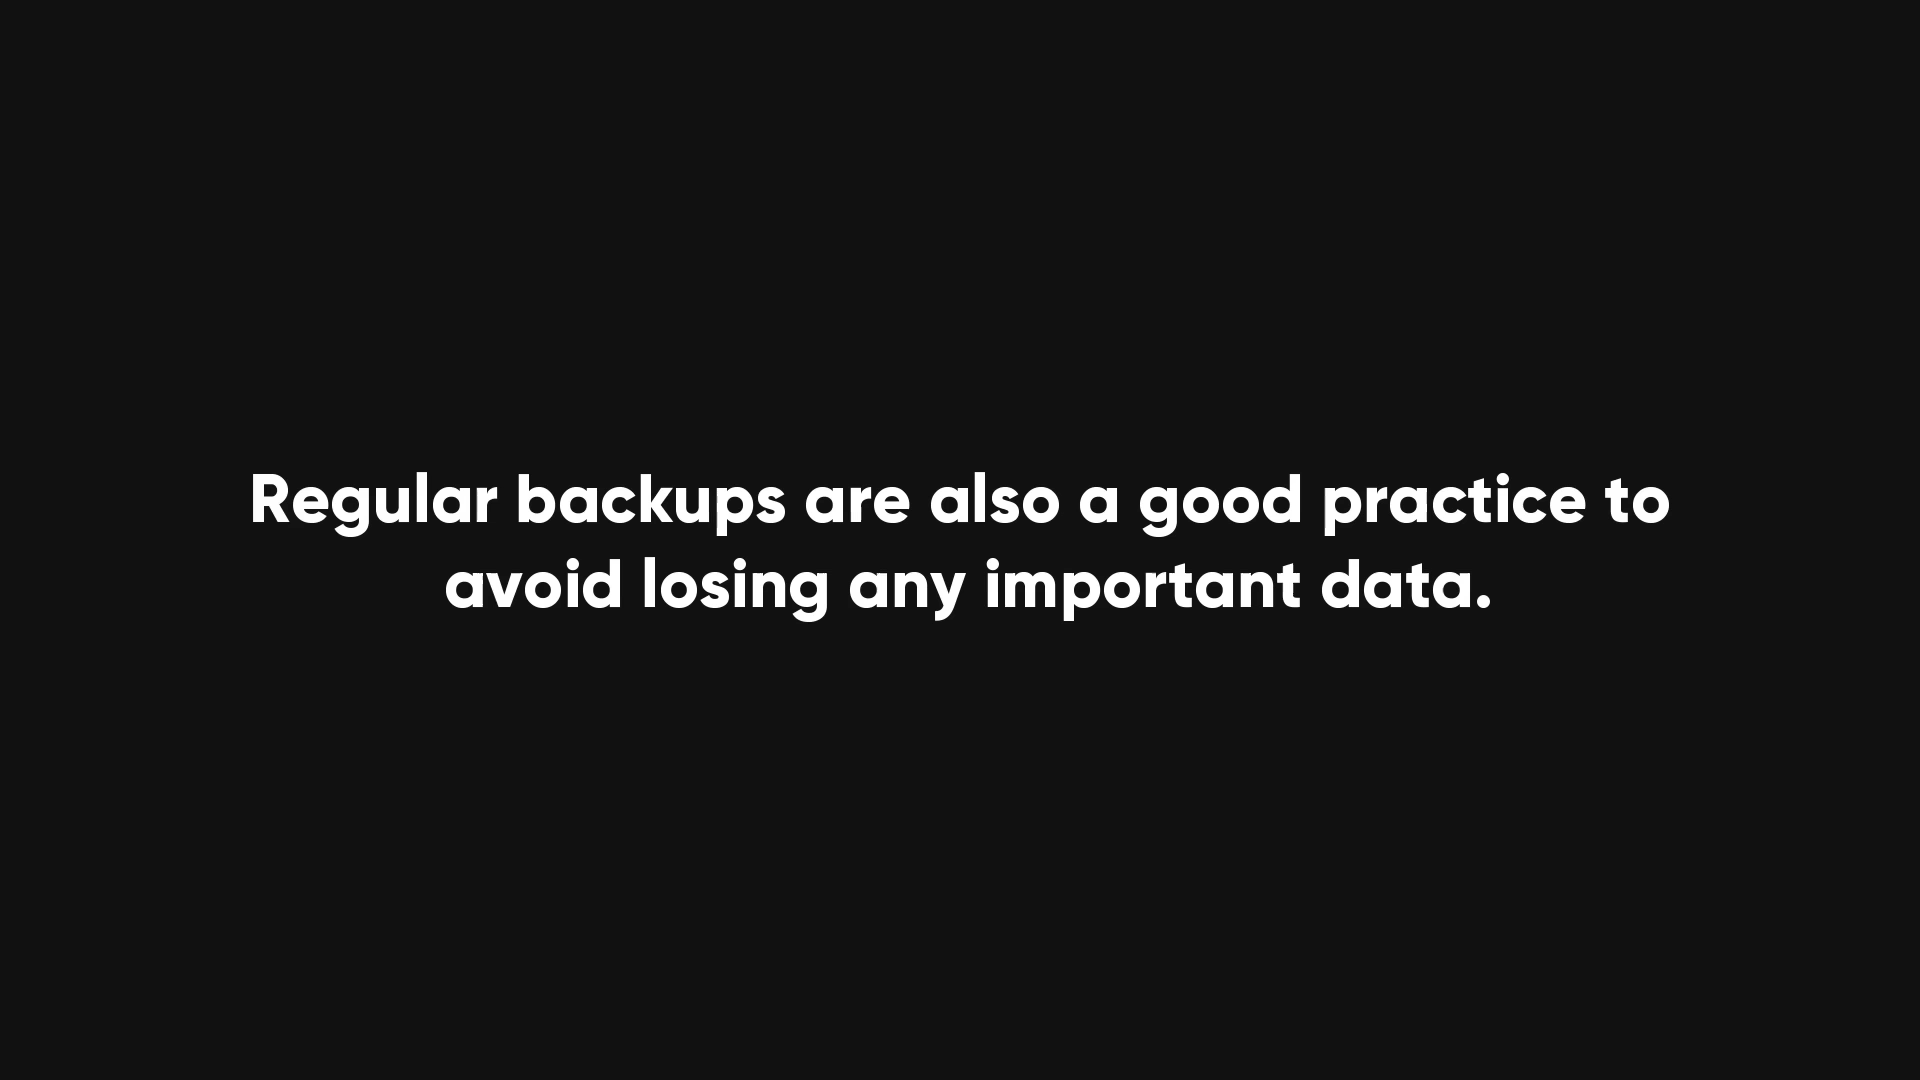 Regular backups are also a good practice to
avoid losing any important data.